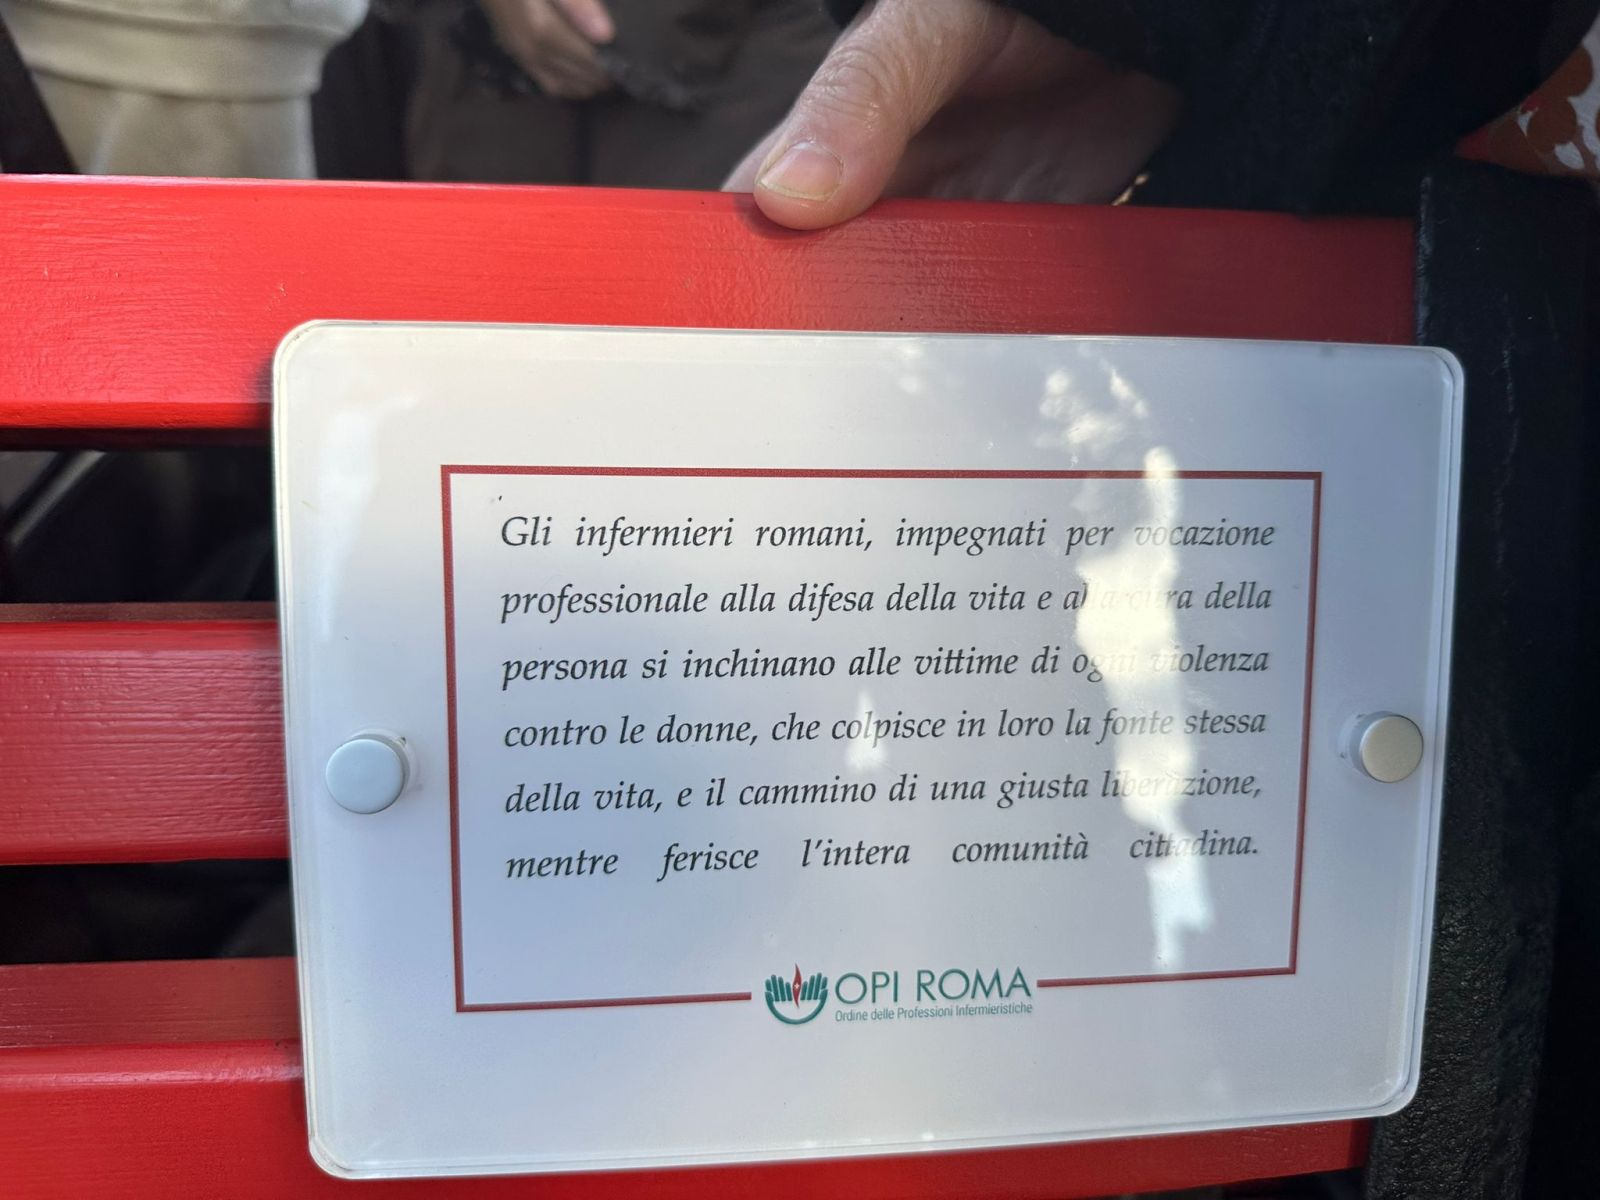 Gli infermieri romani, impegnati per vocazione
professionale alla difesa della vita e alla cura della
persona si inchinano alle vittime di ogni violenza
contro le donne, che colpisce in loro la fonte stessa
della vita, e il cammino di una giusta liberazione,
mentre ferisce l'intera comunità cittadina.
OPI ROMA
Ordine delle Professioni Infermieristiche